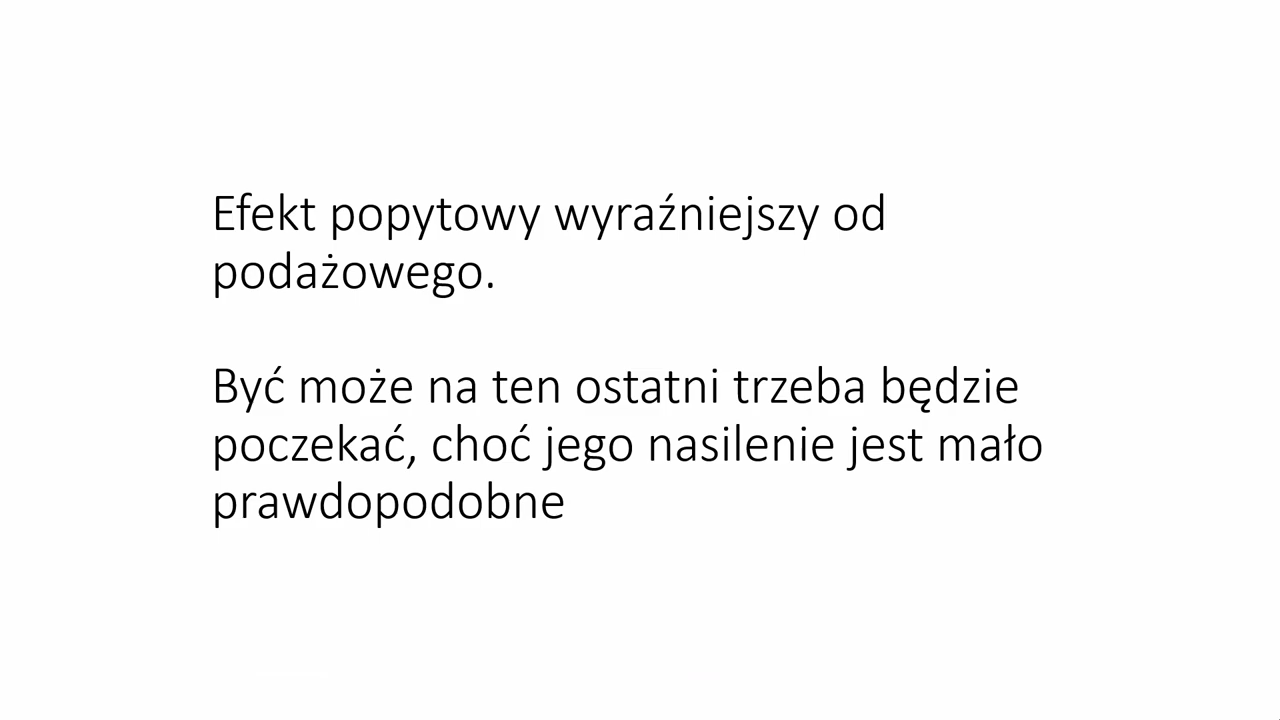 Efekt popytowy wyraźniejszy od
podażowego.
Być może na ten ostatni trzeba będzie
poczekać, choć jego nasilenie jest mało
prawdopodobne